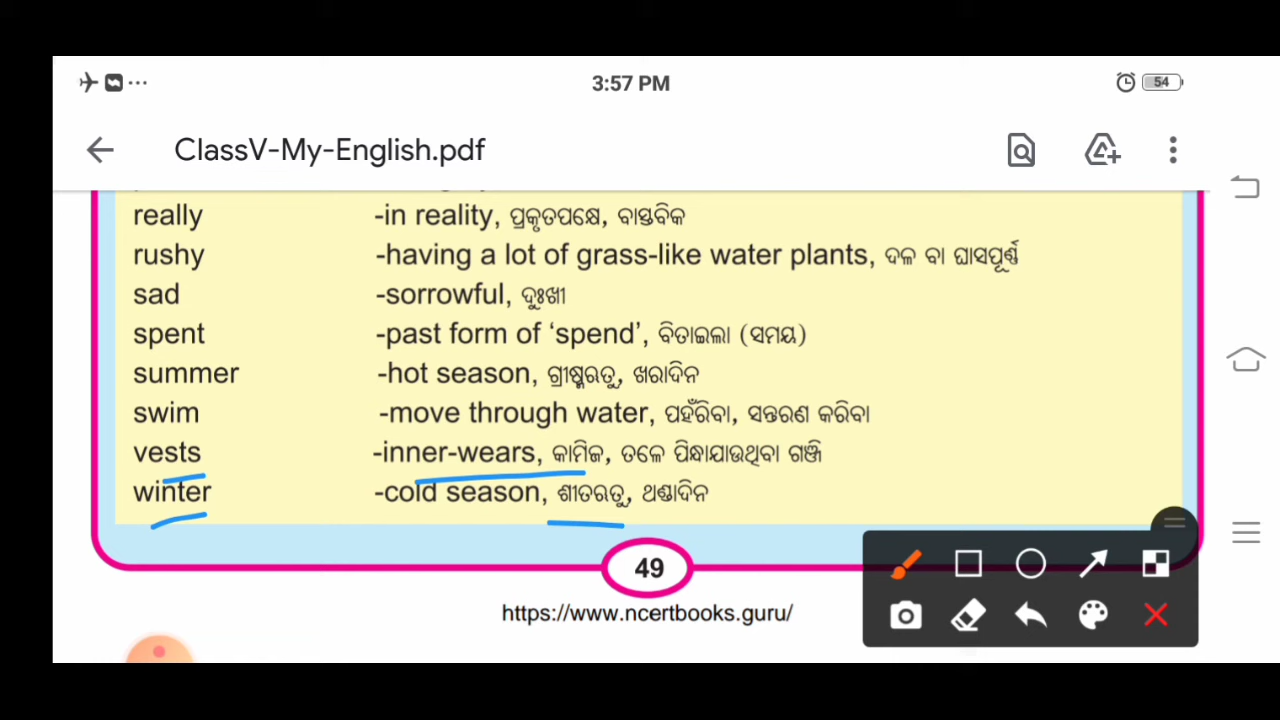 3:57 PM
54
ClassV-My-English.pdf
really -in reality, ପ୍ରକୃତପକ୍ଷେ, ବାସ୍ତବିକ
rushy -having a lot of grass-like water plants, ଦଳ ବା ଘାସପୂର୍ଣ୍ଣ
sad -sorrowful, ଦୁଃଖୀ
spent -past form of ‘spend’, ବିତାଇଲା (ସମୟ)
summer -hot season, ଗ୍ରୀଷ୍ମଋତୁ, ଖରାଦିନ
swim -move through water, ପହଁରିବା, ସନ୍ତରଣ କରିବା
vests -inner-wears, କାମିଜ, ତଳେ ପିନ୍ଧାଯାଉଥିବା ଗଞ୍ଜି
winter -cold season, ଶୀତଋତୁ, ଥଣ୍ଡାଦିନ
49
https://www.ncertbooks.guru/